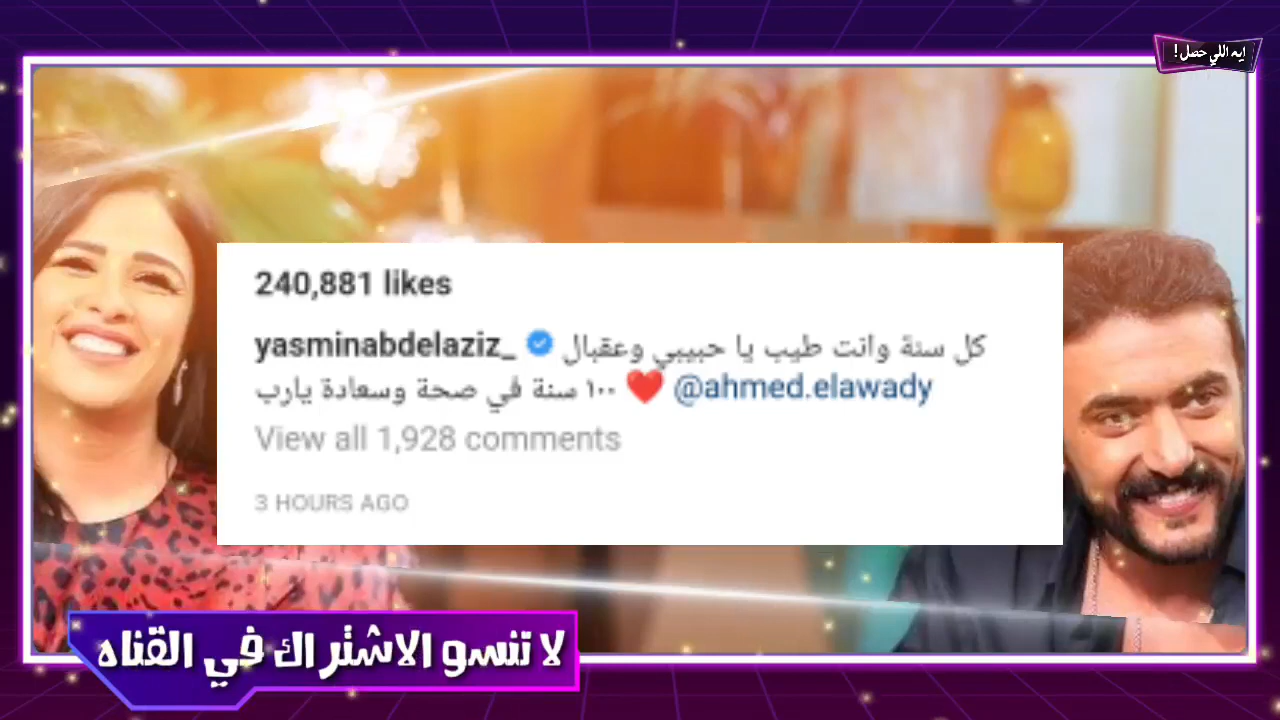 ايه اللي حصل !
240,881 likes
yasminabdelaziz_ كل سنة وانت طيب يا حبيبي وعقبال
١٠٠ سنة في صحة وسعادة يارب ❤️ @ahmed.elawady
View all 1,928 comments
3 HOURS AGO
لا تنسو الاشتراك في القناه